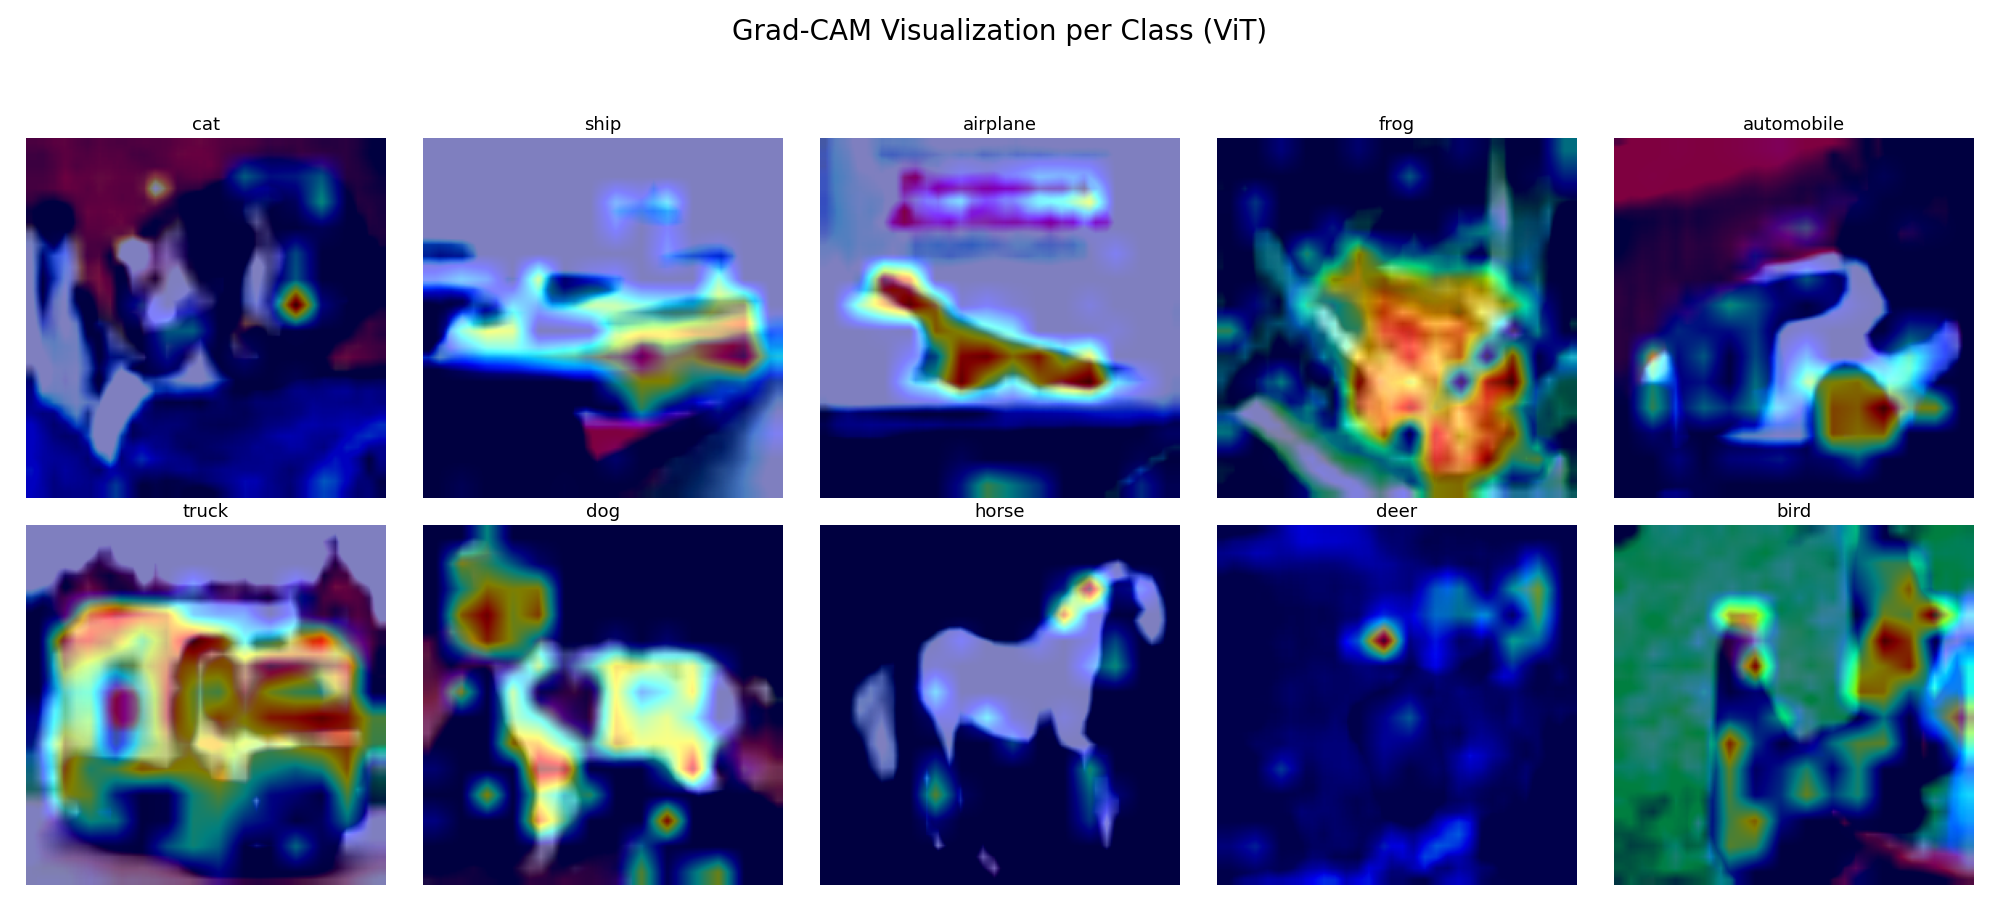 Grad-CAM Visualization per Class (ViT)
cat ship airplane frog automobile
truck dog horse deer bird